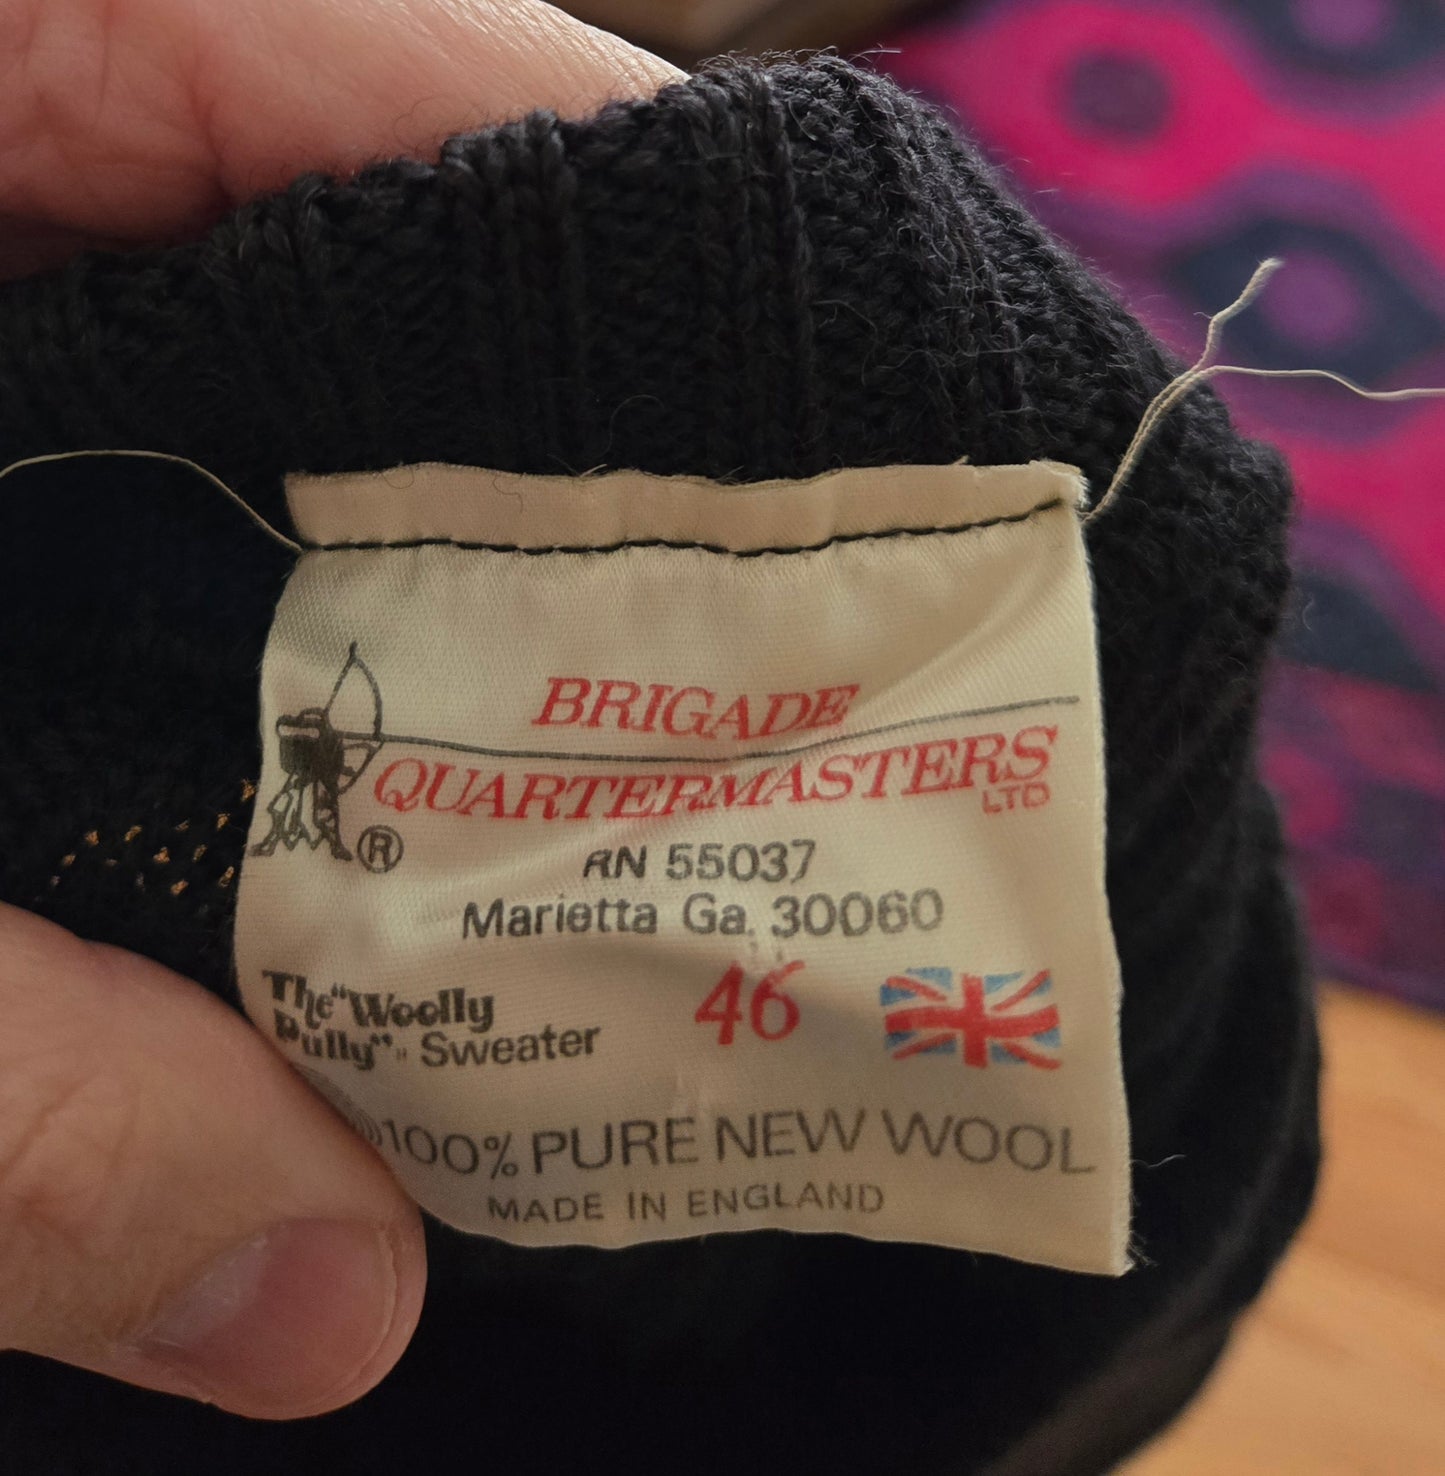 BRIGADE
QUARTERMASTERS
LTD
®
RN 55037
Marietta Ga. 30060
The "Woolly
Pully" Sweater
46
100% PURE NEW WOOL
MADE IN ENGLAND